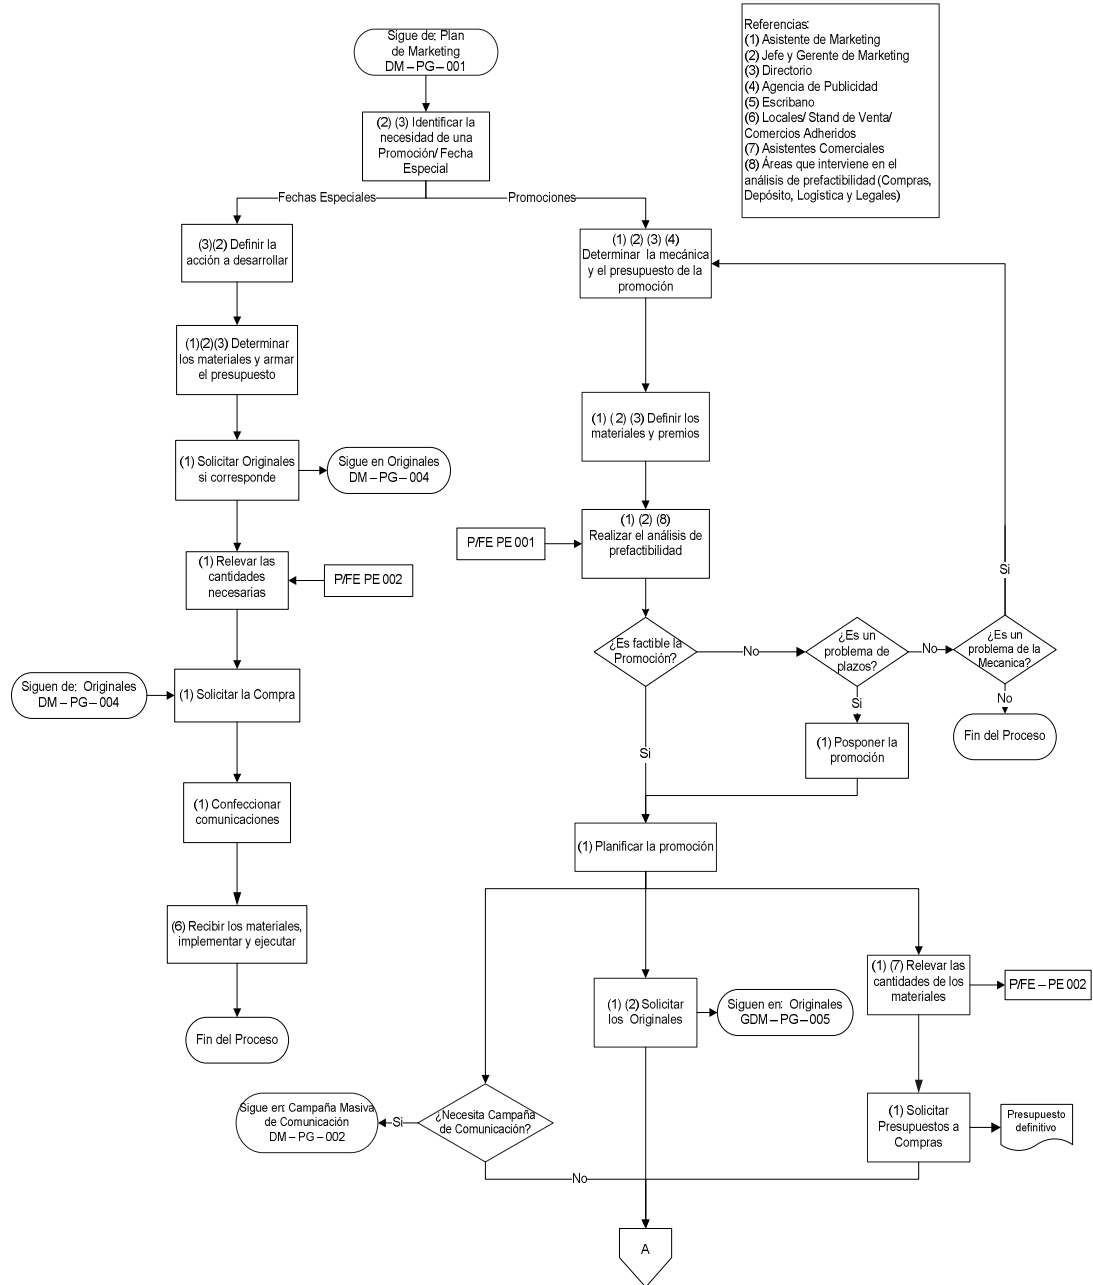 Sigue de: Plan
de Marketing
DM – PG – 001
Referencias:
(1) Asistente de Marketing
(2) Jefe y Gerente de Marketing
(3) Directorio
(4) Agencia de Publicidad
(5) Escribano
(6) Locales/ Stand de Venta/
Comercios Adheridos
(7) Asistentes Comerciales
(8) Áreas que interviene en el
análisis de prefactibilidad (Compras,
Depósito, Logística y Legales)
(2) (3) Identificar la
necesidad de una
Promoción/ Fecha
Especial
Fechas Especiales
Promociones
(3)(2) Definir la
acción a desarrollar
(1) (2) (3) (4)
Determinar la mecánica
y el presupuesto de la
promoción
(1)(2)(3) Determinar
los materiales y armar
el presupuesto
(1) (2) (3) Definir los
materiales y premios
(1) Solicitar Originales
si corresponde
Sigue en Originales
DM – PG – 004
(1) (2) (8)
Realizar el análisis de
prefactibilidad
P/FE PE 001
(1) Relevar las
cantidades
necesarias
P/FE PE 002
Si
¿Es factible la
Promoción?
No
¿Es un
problema de
plazos?
No
¿Es un
problema de la
Mecanica?
Siguen de: Originales
DM – PG – 004
(1) Solicitar la Compra
Si
No
Fin del Proceso
Si
(1) Posponer la
promoción
(1) Confeccionar
comunicaciones
(1) Planificar la promoción
(6) Recibir los materiales,
implementar y ejecutar
(1) (7) Relevar las
cantidades de los
materiales
P/FE – PE 002
(1) (2) Solicitar
los Originales
Siguen en: Originales
GDM – PG – 005
Fin del Proceso
Sigue en: Campaña Masiva
de Comunicación
DM – PG – 002
Si
¿Necesita Campaña
de Comunicación?
(1) Solicitar
Presupuestos a
Compras
Presupuesto
definitivo
No
A